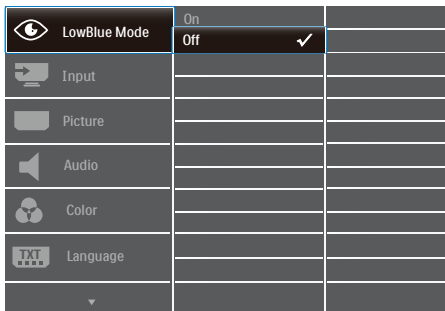 LowBlue Mode
On
Off
Input
Picture
Audio
Color
TXT
Language